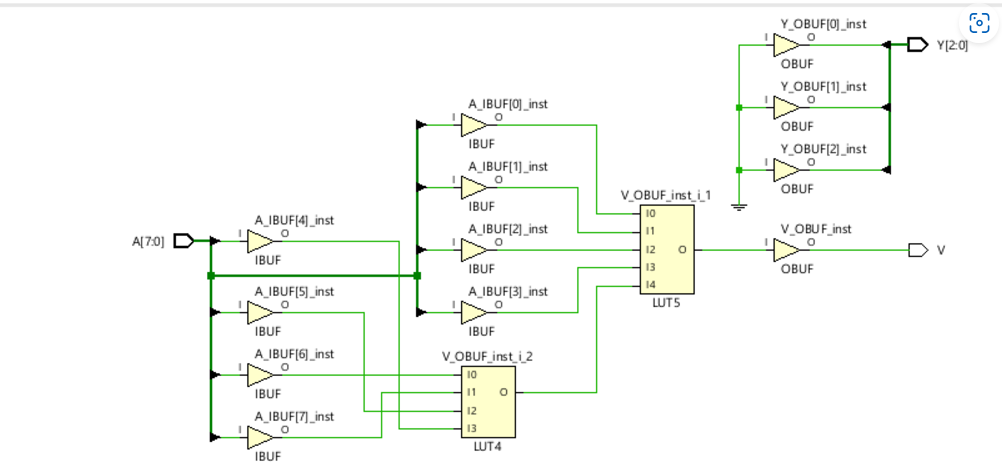 Y_OBUF[0]_inst
I
O
OBUF
Y[2:0]
Y_OBUF[1]_inst
I
O
OBUF
Y_OBUF[2]_inst
I
O
OBUF
A_IBUF[0]_inst
I
O
IBUF
A_IBUF[1]_inst
I
O
IBUF
A_IBUF[2]_inst
I
O
IBUF
A_IBUF[3]_inst
I
O
IBUF
V_OBUF_inst_i_1
I0
I1
I2
I3
I4
O
LUT5
V_OBUF_inst
I
O
OBUF
V
A[7:0]
A_IBUF[4]_inst
I
O
IBUF
A_IBUF[5]_inst
I
O
IBUF
A_IBUF[6]_inst
I
O
IBUF
A_IBUF[7]_inst
I
O
IBUF
V_OBUF_inst_i_2
I0
I1
I2
I3
O
LUT4